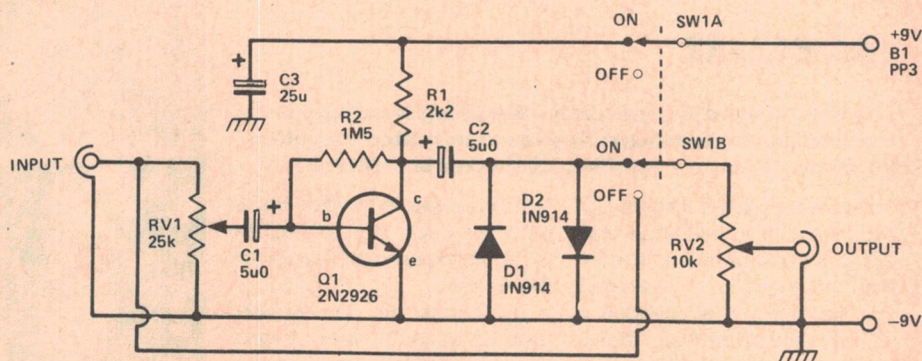 ON
SW1A
+9V
B1
PP3
+
C3
25u
OFF
R1
2k2
R2
1M5
+
C2
5u0
INPUT
ON
SW1B
OFF
RV1
25k
+
C1
5u0
b
c
e
Q1
2N2926
D2
IN914
D1
IN914
RV2
10k
OUTPUT
–9V